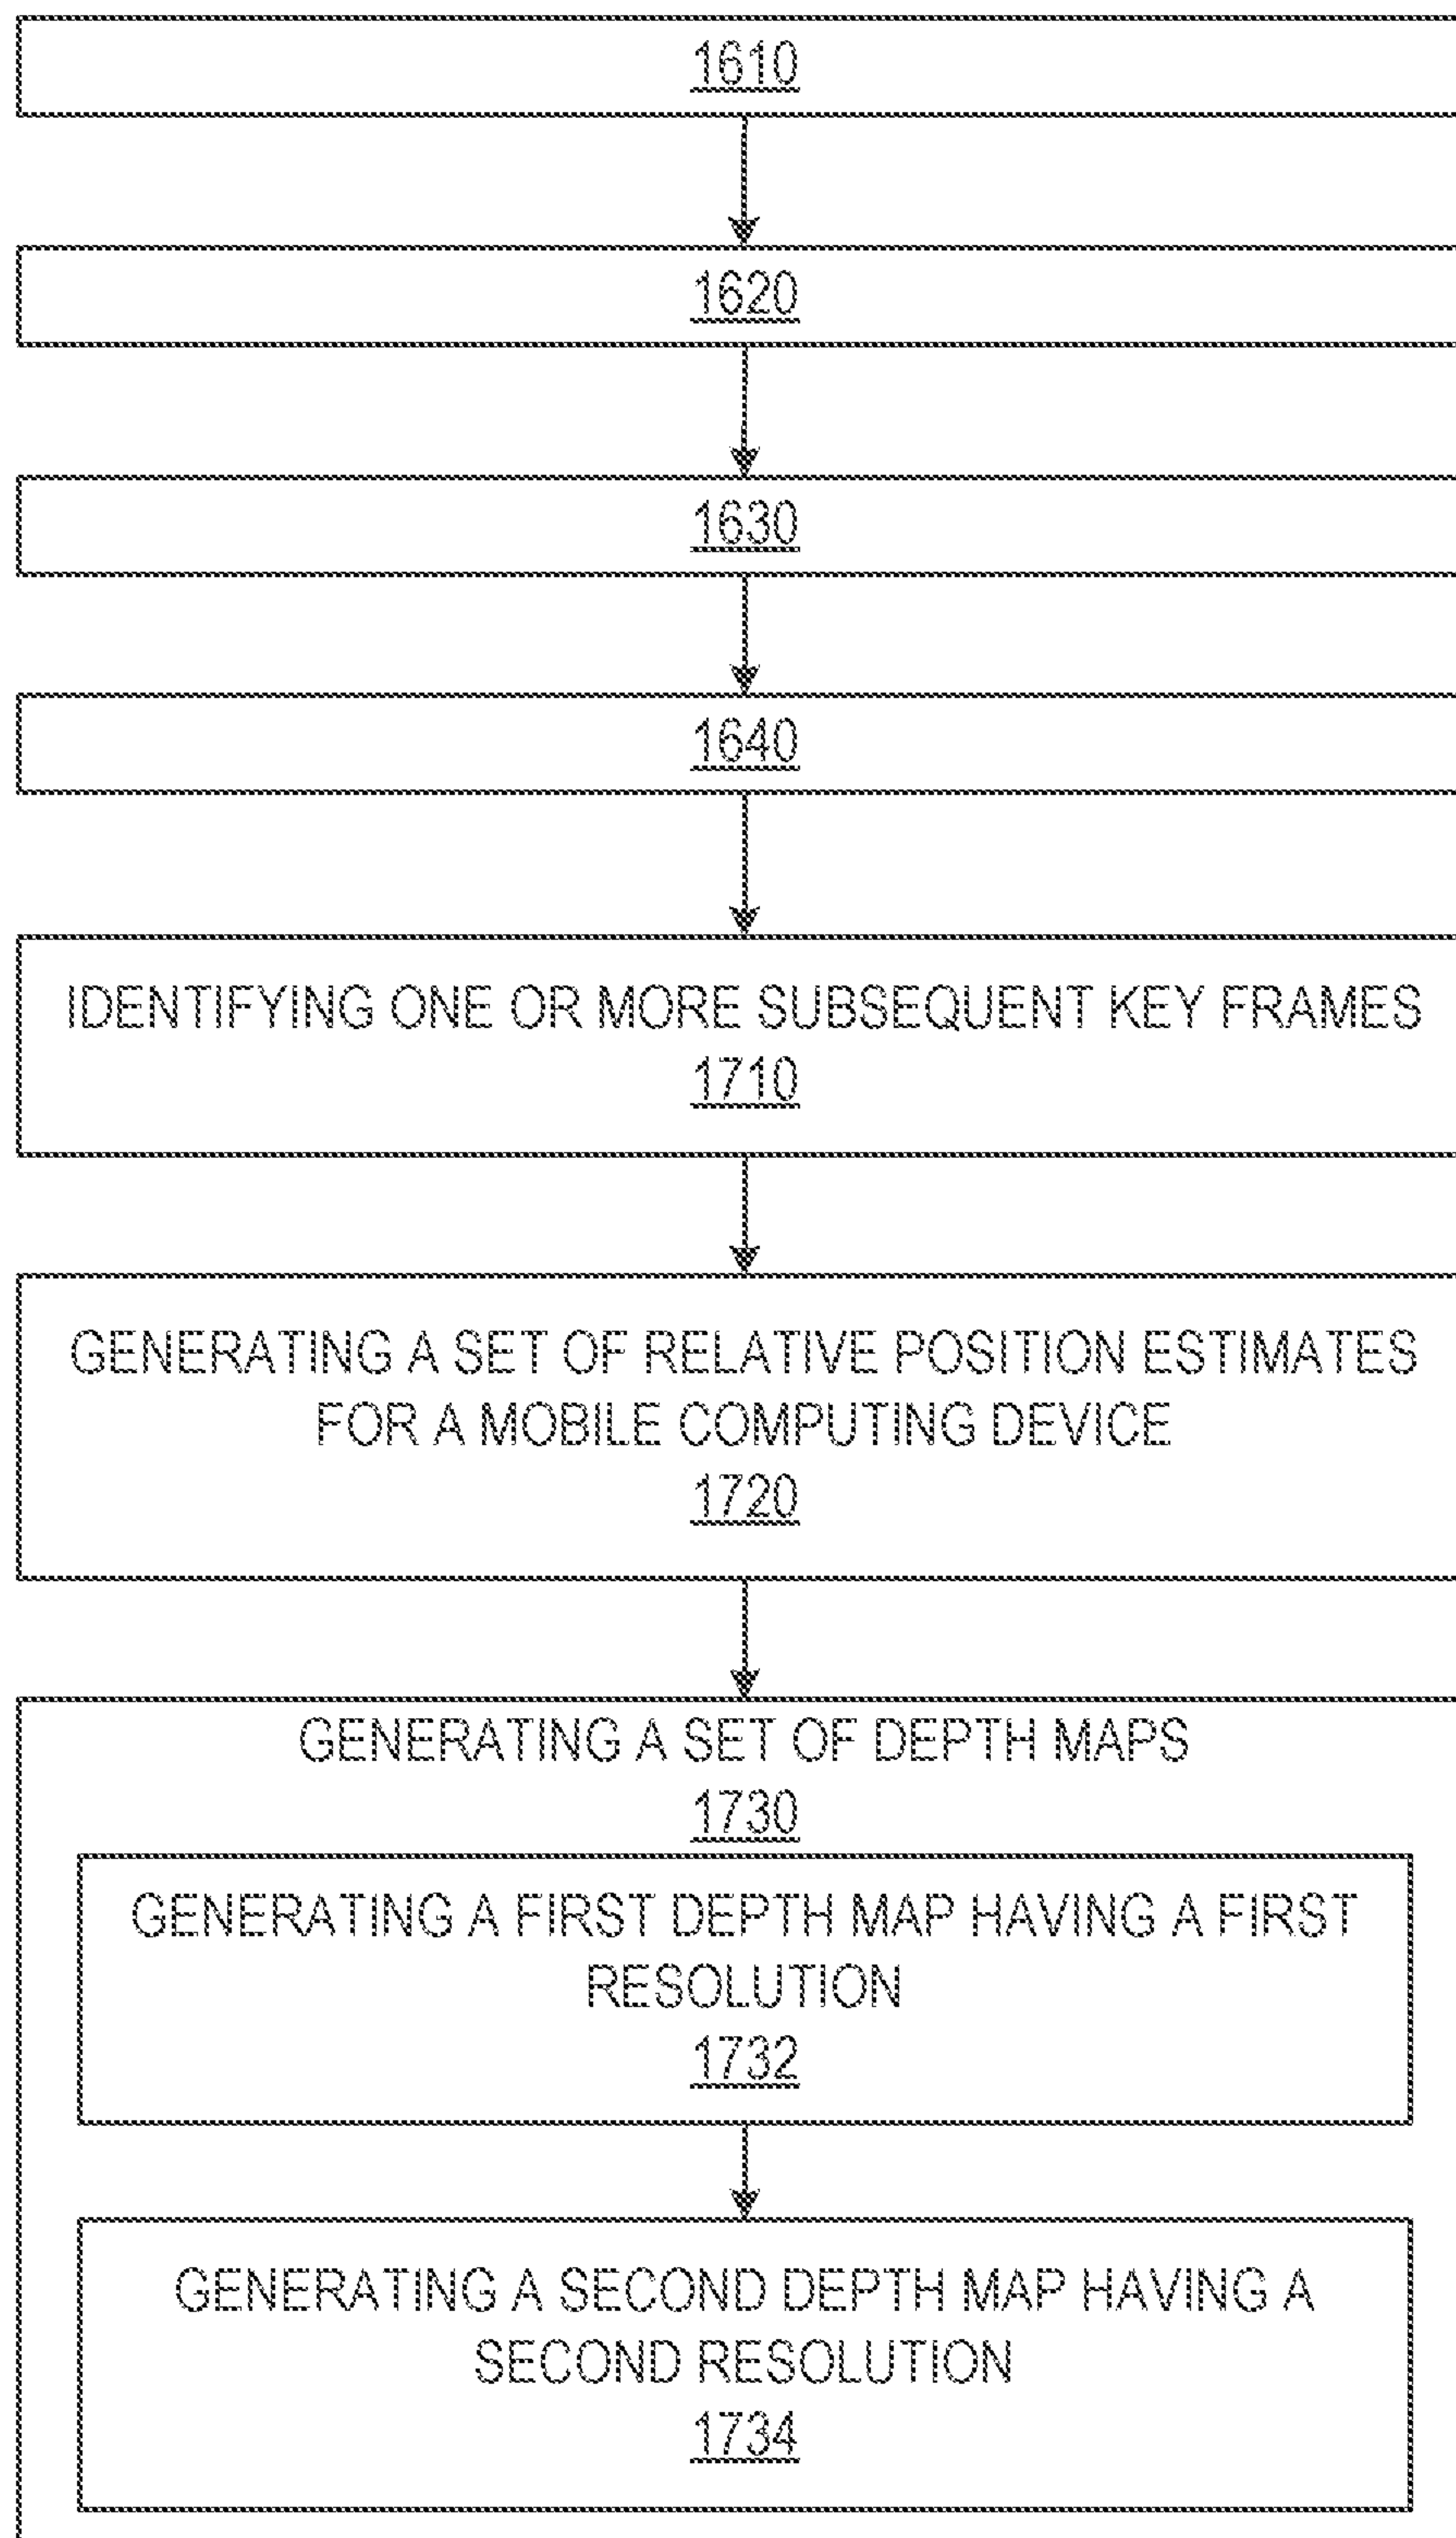 1610
1620
1630
1640
IDENTIFYING ONE OR MORE SUBSEQUENT KEY FRAMES
1710
GENERATING A SET OF RELATIVE POSITION ESTIMATES
FOR A MOBILE COMPUTING DEVICE
1720
GENERATING A SET OF DEPTH MAPS
1730
GENERATING A FIRST DEPTH MAP HAVING A FIRST
RESOLUTION
1732
GENERATING A SECOND DEPTH MAP HAVING A
SECOND RESOLUTION
1734